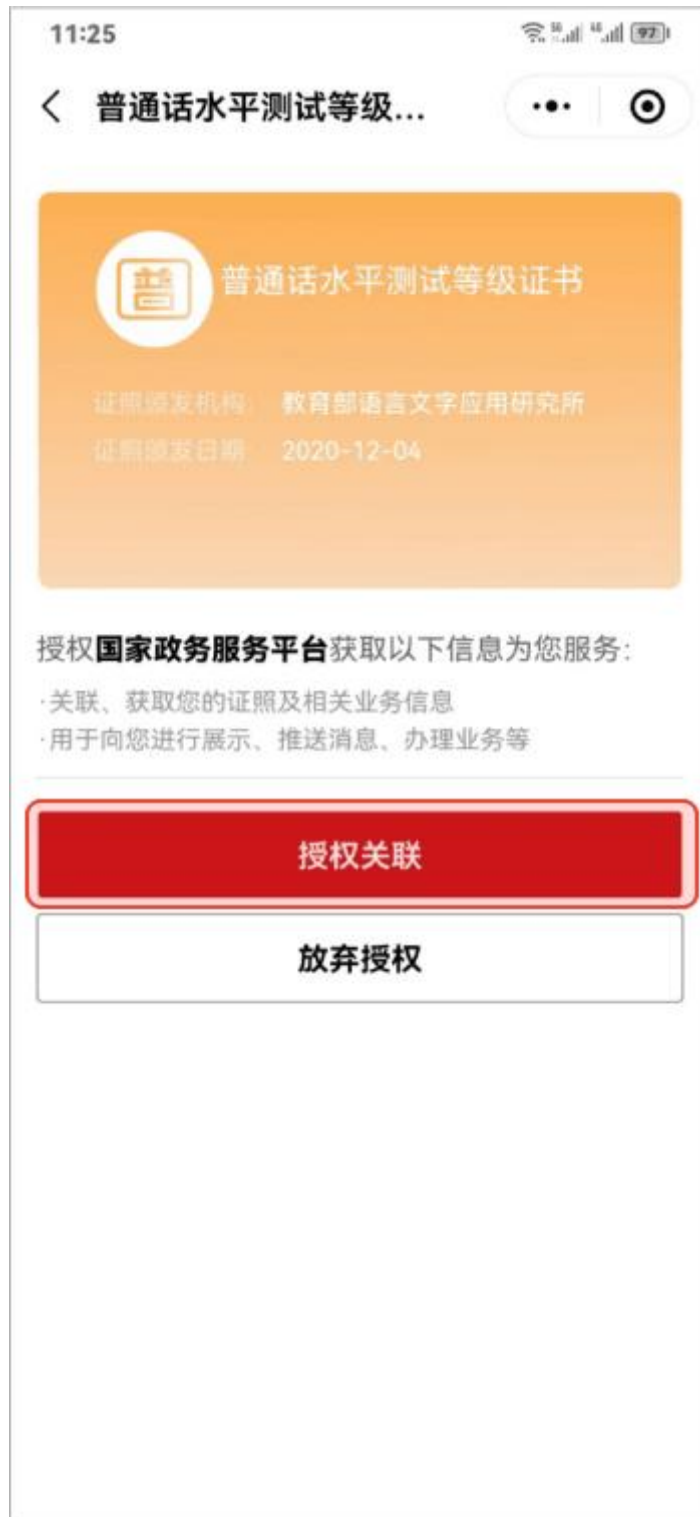 11:25
97
普通话水平测试等级...
普
普通话水平测试等级证书
证照颁发机构: 教育部语言文字应用研究所
证照颁发日期: 2020-12-04
授权国家政务服务平台获取以下信息为您服务:
·关联、获取您的证照及相关业务信息
·用于向您进行展示、推送消息、办理业务等
授权关联
放弃授权